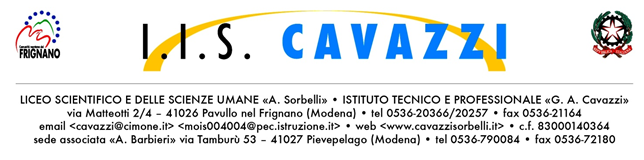 I.I.S. CAVAZZI
FRIGNANO
LICEO SCIENTIFICO E DELLE SCIENZE UMANE «A. Sorbelli» • ISTITUTO TECNICO E PROFESSIONALE «G. A. Cavazzi»
via Matteotti 2/4 – 41026 Pavullo nel Frignano (Modena) • tel 0536-20366/20257 • fax 0536-21164
email <cavazzi@cimone.it> <mois004004@pec.istruzione.it> • web <www.cavazzisorbelli.it> • c.f. 83000140364
sede associata «A. Barbieri» via Tamburù 53 – 41027 Pievepelago (Modena) • tel 0536-790084 • fax 0536-72180